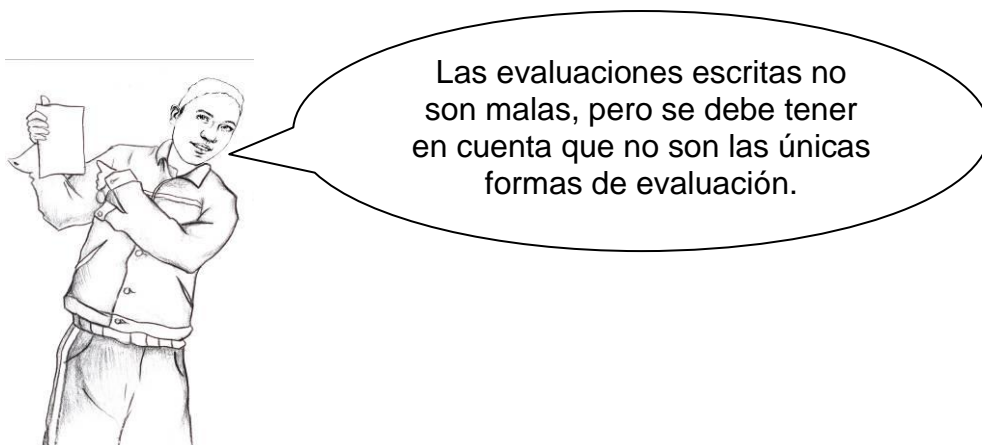 Las evaluaciones escritas no
son malas, pero se debe tener
en cuenta que no son las únicas
formas de evaluación.